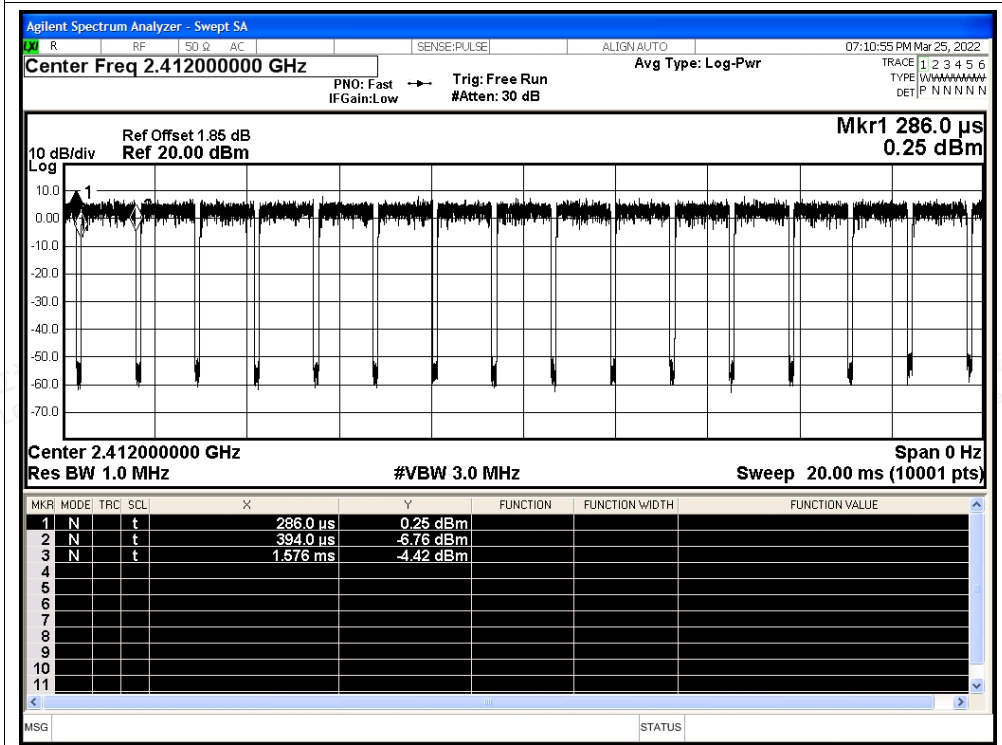 Agilent Spectrum Analyzer - Swept SA
LXI R RF 50 Ω AC SENSE:PULSE ALIGN AUTO 07:10:55 PM Mar 25, 2022
Center Freq 2.412000000 GHz Avg Type: Log-Pwr TRACE 1 2 3 4 5 6
PNO: Fast Trig: Free Run TYPE WWWWWW
IFGain:Low #Atten: 30 dB DET P N N N N N
Mkr1 286.0 µs
Ref Offset 1.85 dB
10 dB/div Ref 20.00 dBm 0.25 dBm
Log
10.0
1
0.00
-10.0
-20.0
-30.0
-40.0
-50.0
-60.0
-70.0
Center 2.412000000 GHz Span 0 Hz
Res BW 1.0 MHz #VBW 3.0 MHz Sweep 20.00 ms (10001 pts)
MKR MODE TRC SCL X Y FUNCTION FUNCTION WIDTH FUNCTION VALUE
1 N t 286.0 µs 0.25 dBm
2 N t 394.0 µs -6.76 dBm
3 N t 1.576 ms -4.42 dBm
4
5
6
7
8
9
10
11
MSG STATUS